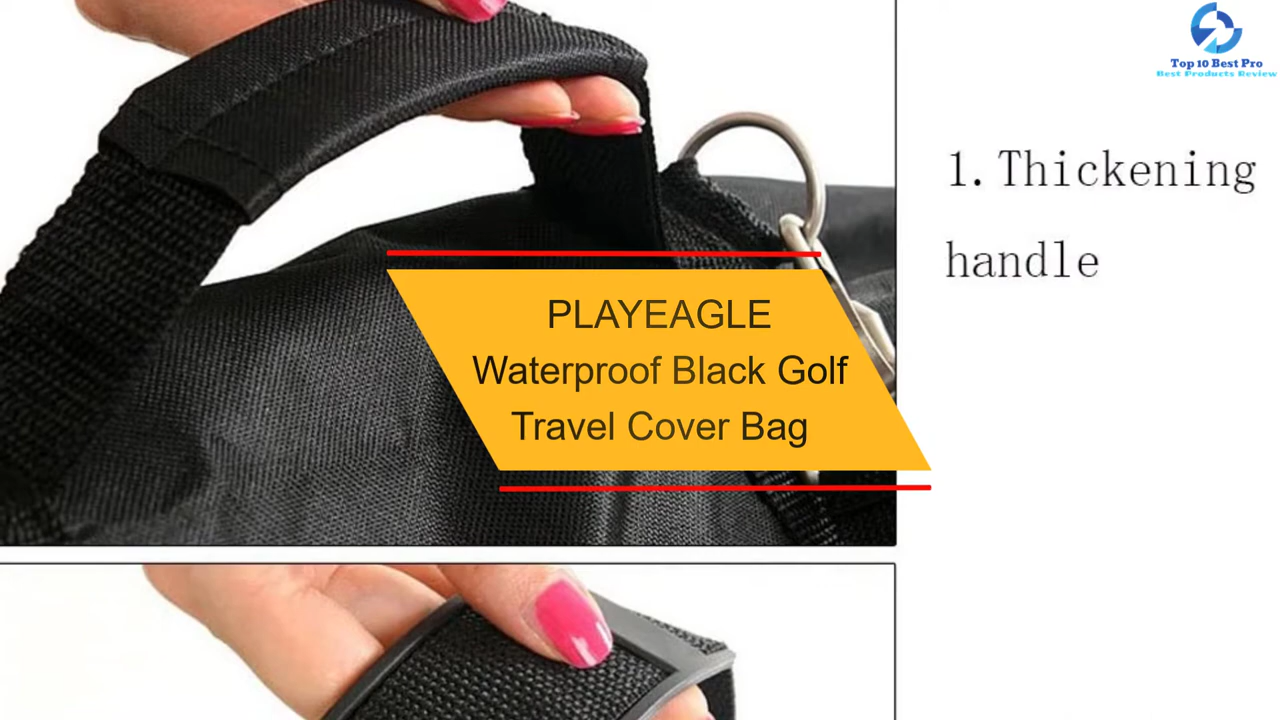 Top 10 Best Pro
Best Products Review
1. Thickening
handle
PLAYEAGLE
Waterproof Black Golf
Travel Cover Bag